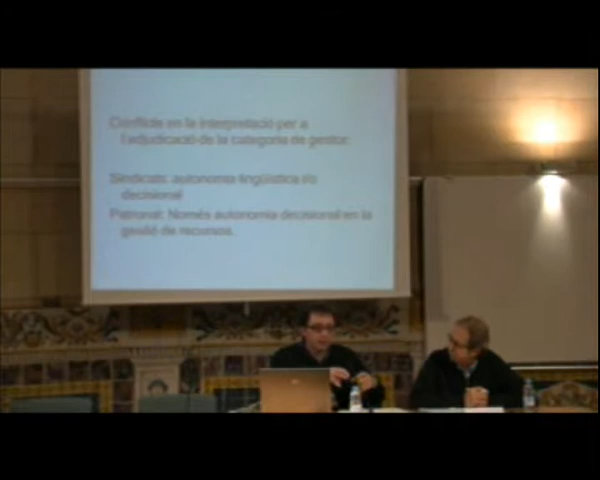 Conflicte en la interpretació per a
l'adjudicació de la categoria de gestor:
Sindicats: autonomia lingüística i/o
decisional
Patronal: Només autonomia decisional en la
gestió de recursos.